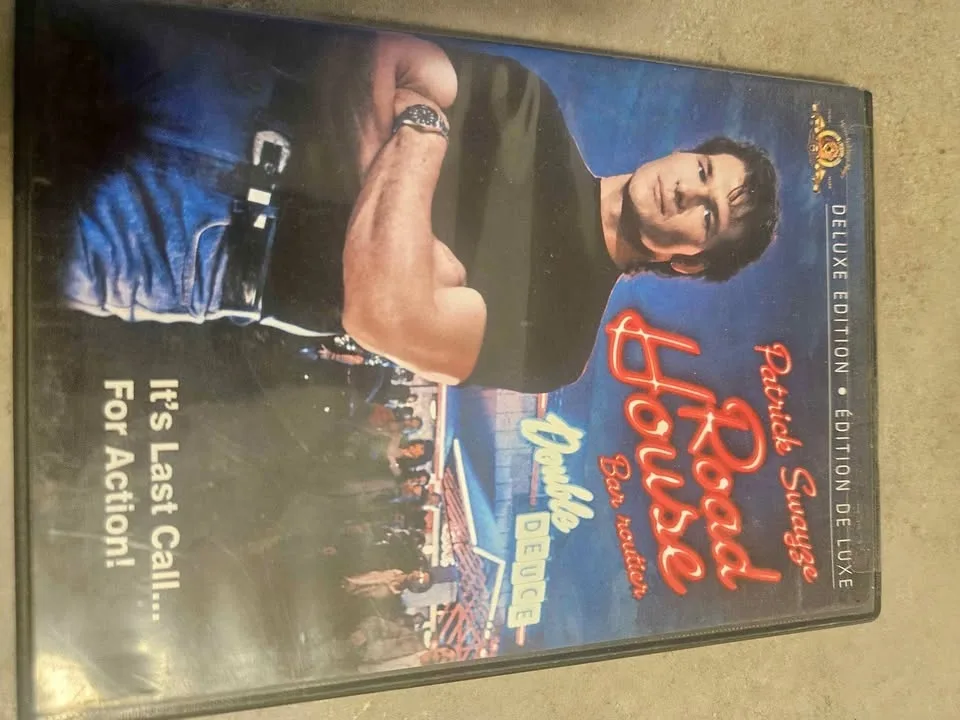 DELUXE EDITION • ÉDITION DE LUXE
Patrick Swayze
Road
House
Bar routier
Double
DEUCE
It's Last Call...
For Action!